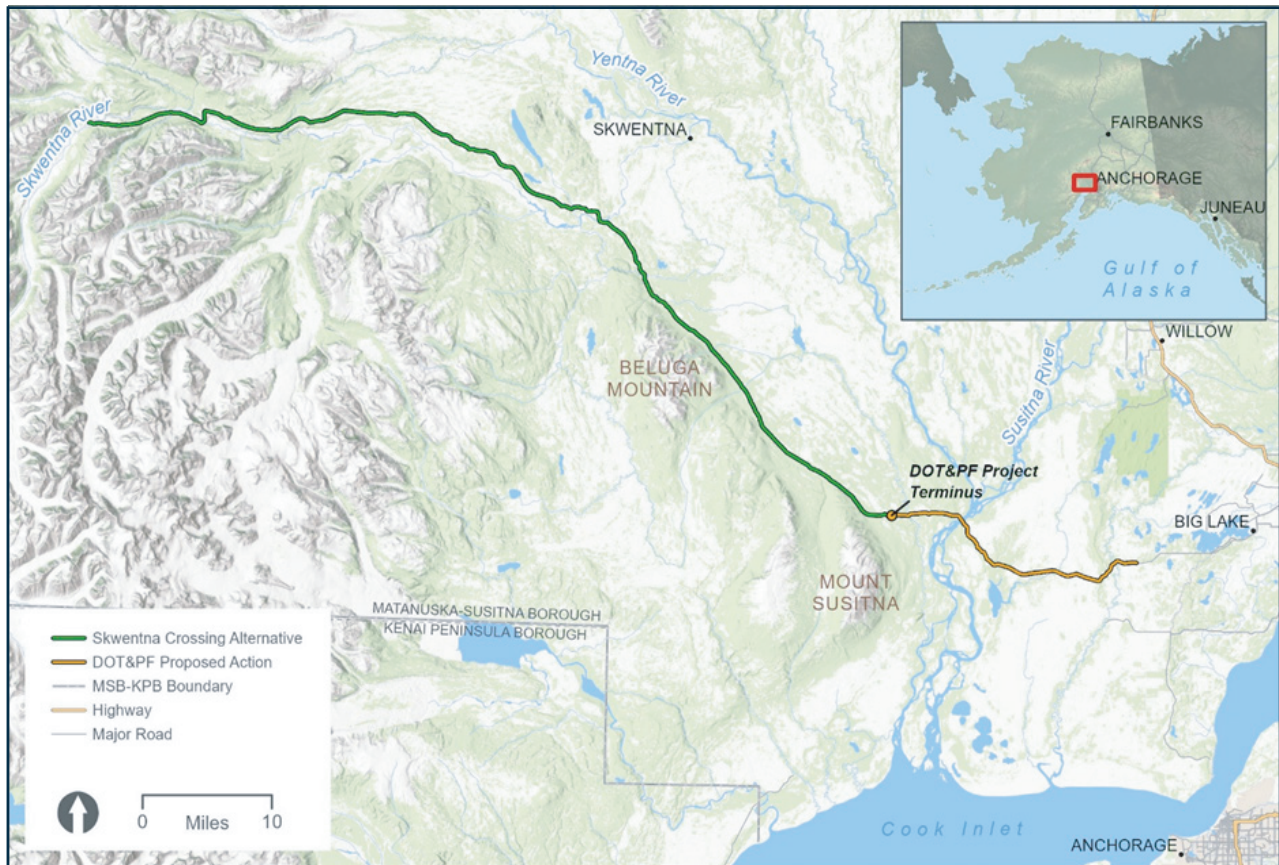 Yentna River
SKWENTNA
Skwentna River
FAIRBANKS
ANCHORAGE
JUNEAU
Gulf of
Alaska
WILLOW
Susitna River
BELUGA
MOUNTAIN
DOT&PF Project
Terminus
BIG LAKE
MOUNT
SUSITNA
MATANUSKA-SUSITNA BOROUGH
KENAI PENINSULA BOROUGH
Skwentna Crossing Alternative
DOT&PF Proposed Action
MSB-KPB Boundary
Highway
Major Road
0 10
Miles
Cook Inlet
ANCHORAGE